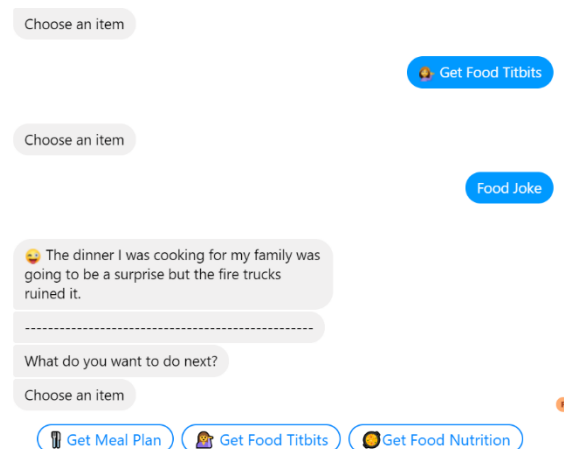 Choose an item
Get Food Titbits
Choose an item
Food Joke
😜 The dinner I was cooking for my family was
going to be a surprise but the fire trucks
ruined it.
--------------------------------------------------
What do you want to do next?
Choose an item
🍽 Get Meal Plan 💁 Get Food Titbits 🥘Get Food Nutrition